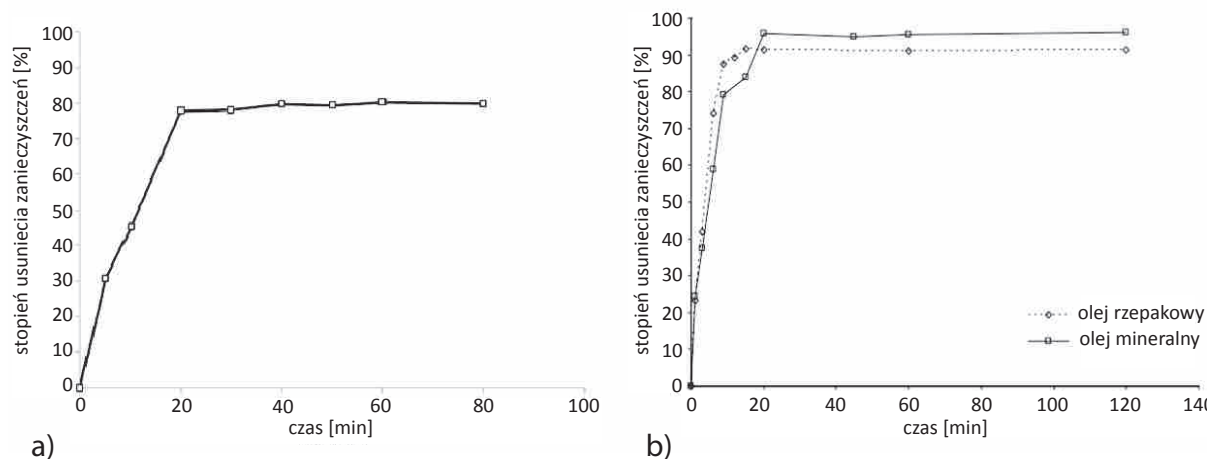 stopień usuniecia zanieczyszczeń [%]
100
90
80
70
60
50
40
30
20
10
0
0 20 40 60 80 100
czas [min]
a)
stopień usuniecia zanieczyszczeń [%]
100
90
80
70
60
50
40
30
20
10
0
olej rzepakowy
olej mineralny
0 20 40 60 80 100 120 140
czas [min]
b)